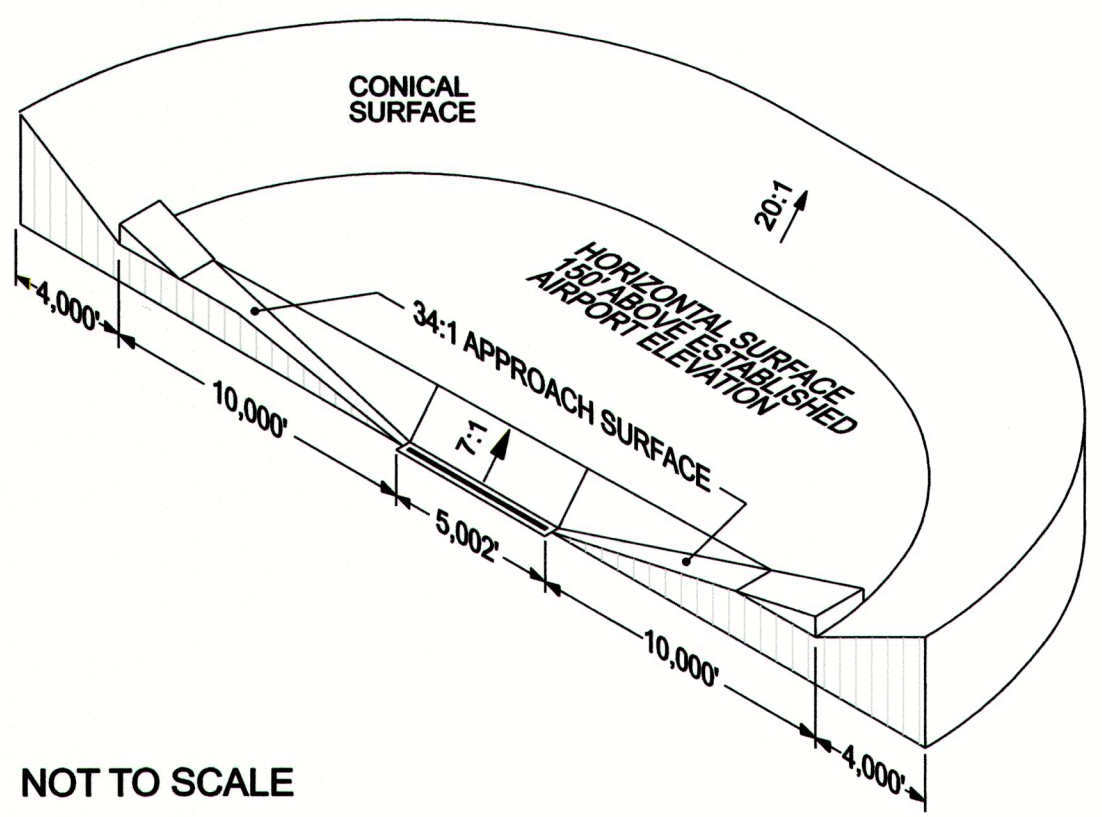 CONICAL
SURFACE
20:1
HORIZONTAL SURFACE
150' ABOVE ESTABLISHED
AIRPORT ELEVATION
34:1 APPROACH SURFACE
7:1
4,000'
10,000'
5,002'
10,000'
4,000'
NOT TO SCALE